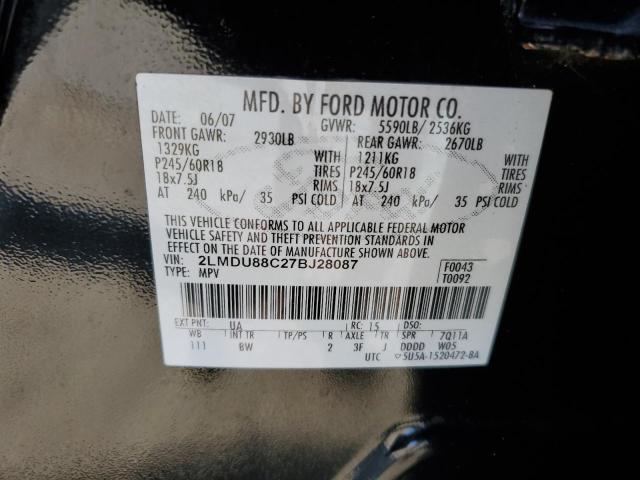 MFD. BY FORD MOTOR CO.
DATE: 06/07 GVWR: 5590LB/ 2536KG
FRONT GAWR: 2930LB REAR GAWR: 2670LB
1329KG WITH 1211KG WITH
P245/60R18 TIRES P245/60R18 TIRES
18x7.5J RIMS 18x7.5J RIMS
AT 240 kPa/ 35 PSI COLD AT 240 kPa/ 35 PSI COLD
THIS VEHICLE CONFORMS TO ALL APPLICABLE FEDERAL MOTOR
VEHICLE SAFETY AND THEFT PREVENTION STANDARDS IN
EFFECT ON THE DATE OF MANUFACTURE SHOWN ABOVE.
VIN: 2LMDU88C27BJ28087 F0043
TYPE: MPV T0092
EXT PNT: UA RC: 15 DSO:
WB INT TR TP/PS R AXLE TR SPR 7Q11A
111 BW 2 3F J DDDD W05
UTC ▽5U5A-1520472-8A